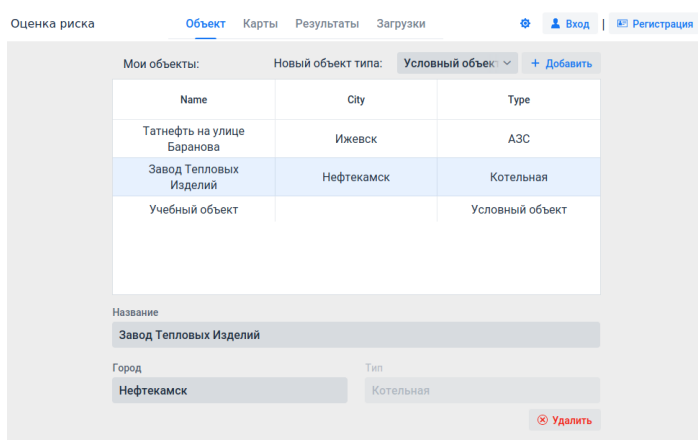 Оценка риска Объект Карты Результаты Загрузки Вход | Регистрация
Мои объекты: Новый объект типа: Условный объект + Добавить
Name City Type
Татнефть на улице
Баранова Ижевск АЗС
Завод Тепловых
Изделий Нефтекамск Котельная
Учебный объект Условный объект
Название
Завод Тепловых Изделий
Город Тип
Нефтекамск Котельная
Удалить